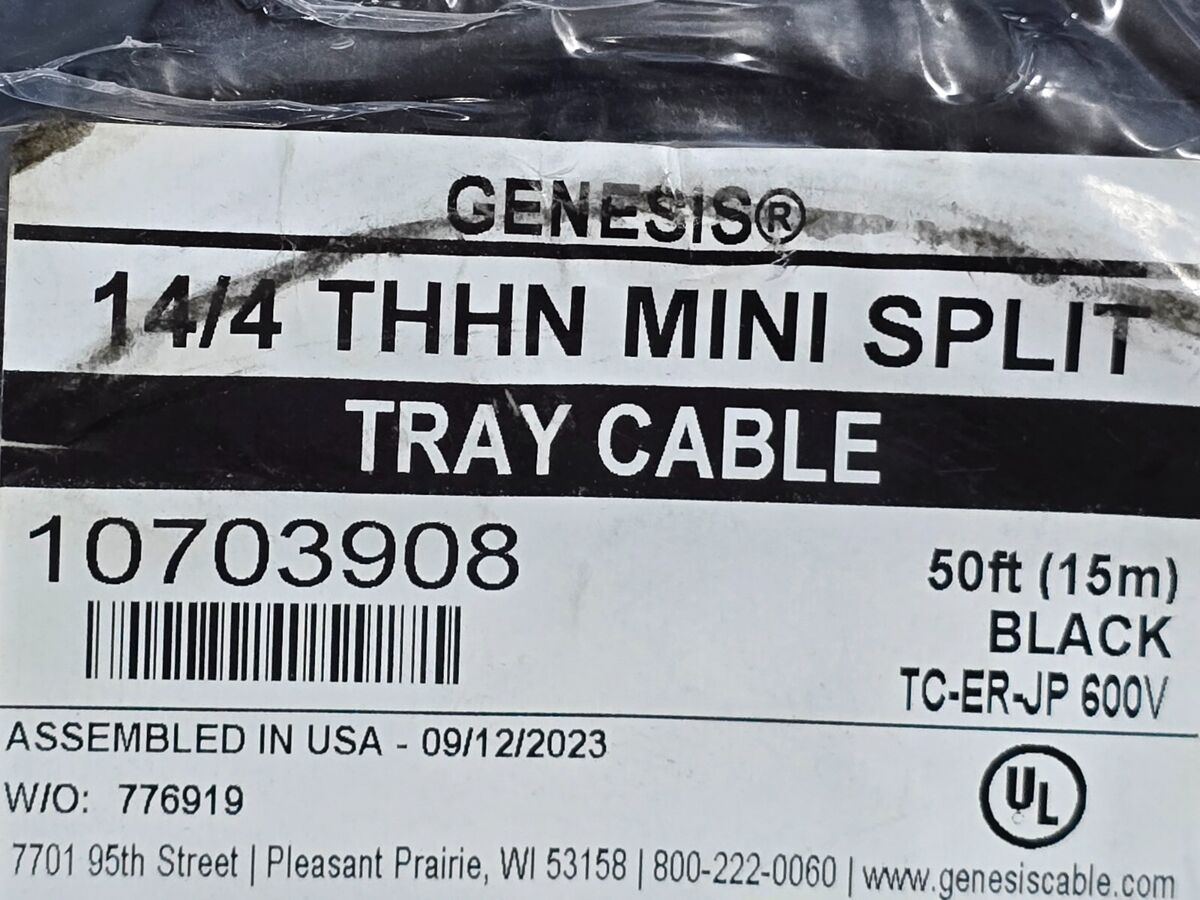 GENESIS®
14/4 THHN MINI SPLIT
TRAY CABLE
10703908
50ft (15m)
BLACK
TC-ER-JP 600V
ASSEMBLED IN USA - 09/12/2023
W/O: 776919
UL
7701 95th Street | Pleasant Prairie, WI 53158 | 800-222-0060 | www.genesiscable.com